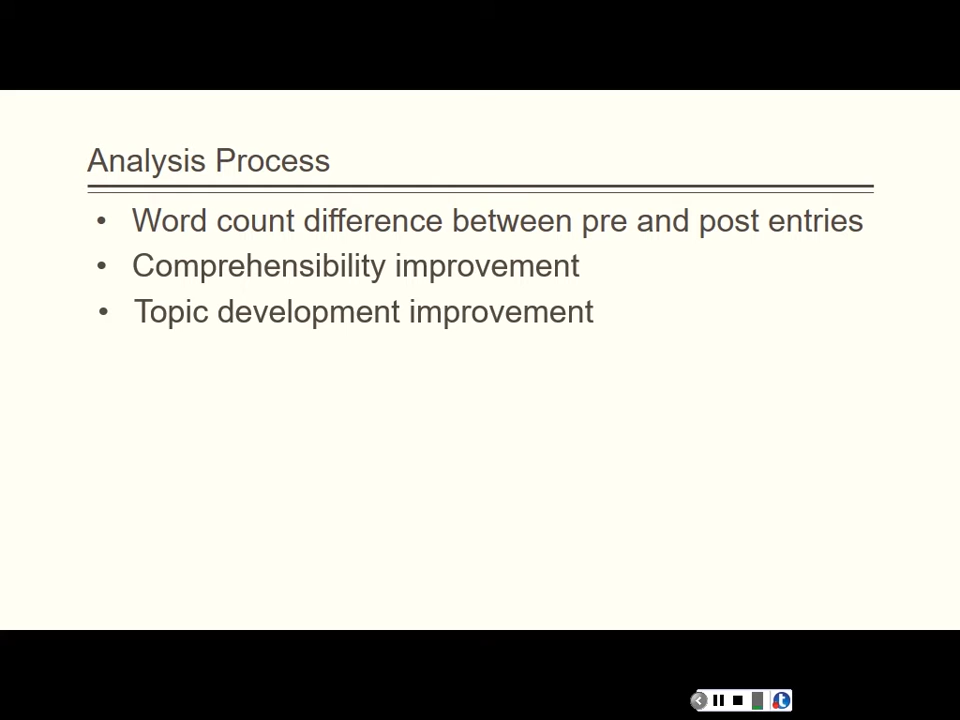 Analysis Process
• Word count difference between pre and post entries
• Comprehensibility improvement
• Topic development improvement